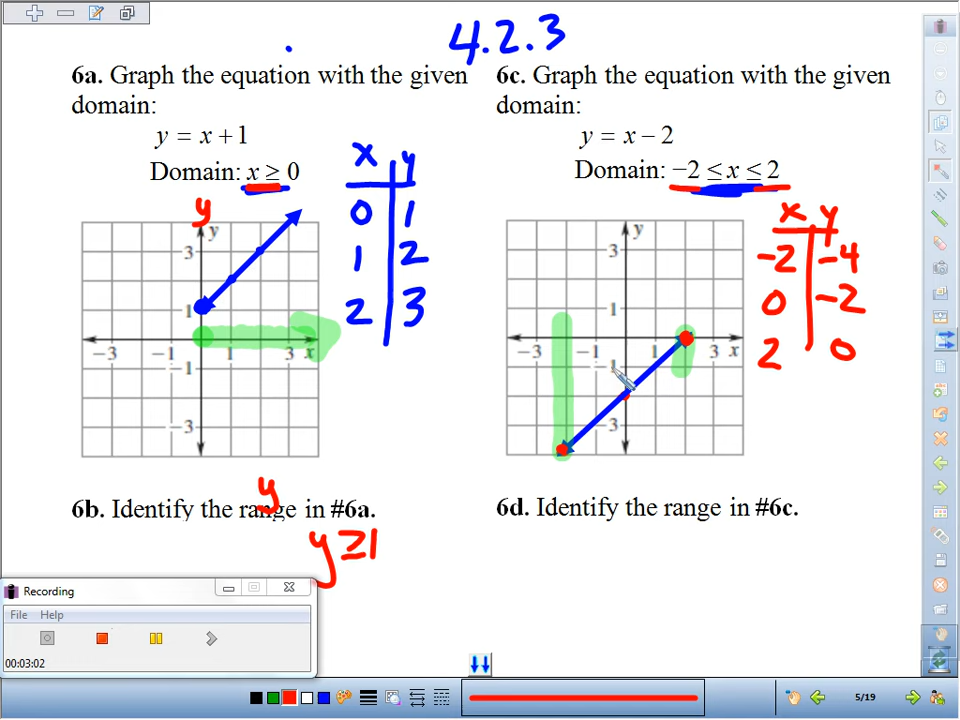 4.2.3
6a. Graph the equation with the given
domain:
y = x + 1
Domain: x ≥ 0
x y
0 1
1 2
2 3
y
y
3
1
-3 -1 1 3 x
-1
-3
6b. Identify the range in #6a.
y
y ≥ 1
6c. Graph the equation with the given
domain:
y = x − 2
Domain: −2 ≤ x ≤ 2
x y
-2 -4
0 -2
2 0
y
3
1
-3 -1 1 3 x
-1
-3
6d. Identify the range in #6c.
Recording
File Help
00:03:02
5/19